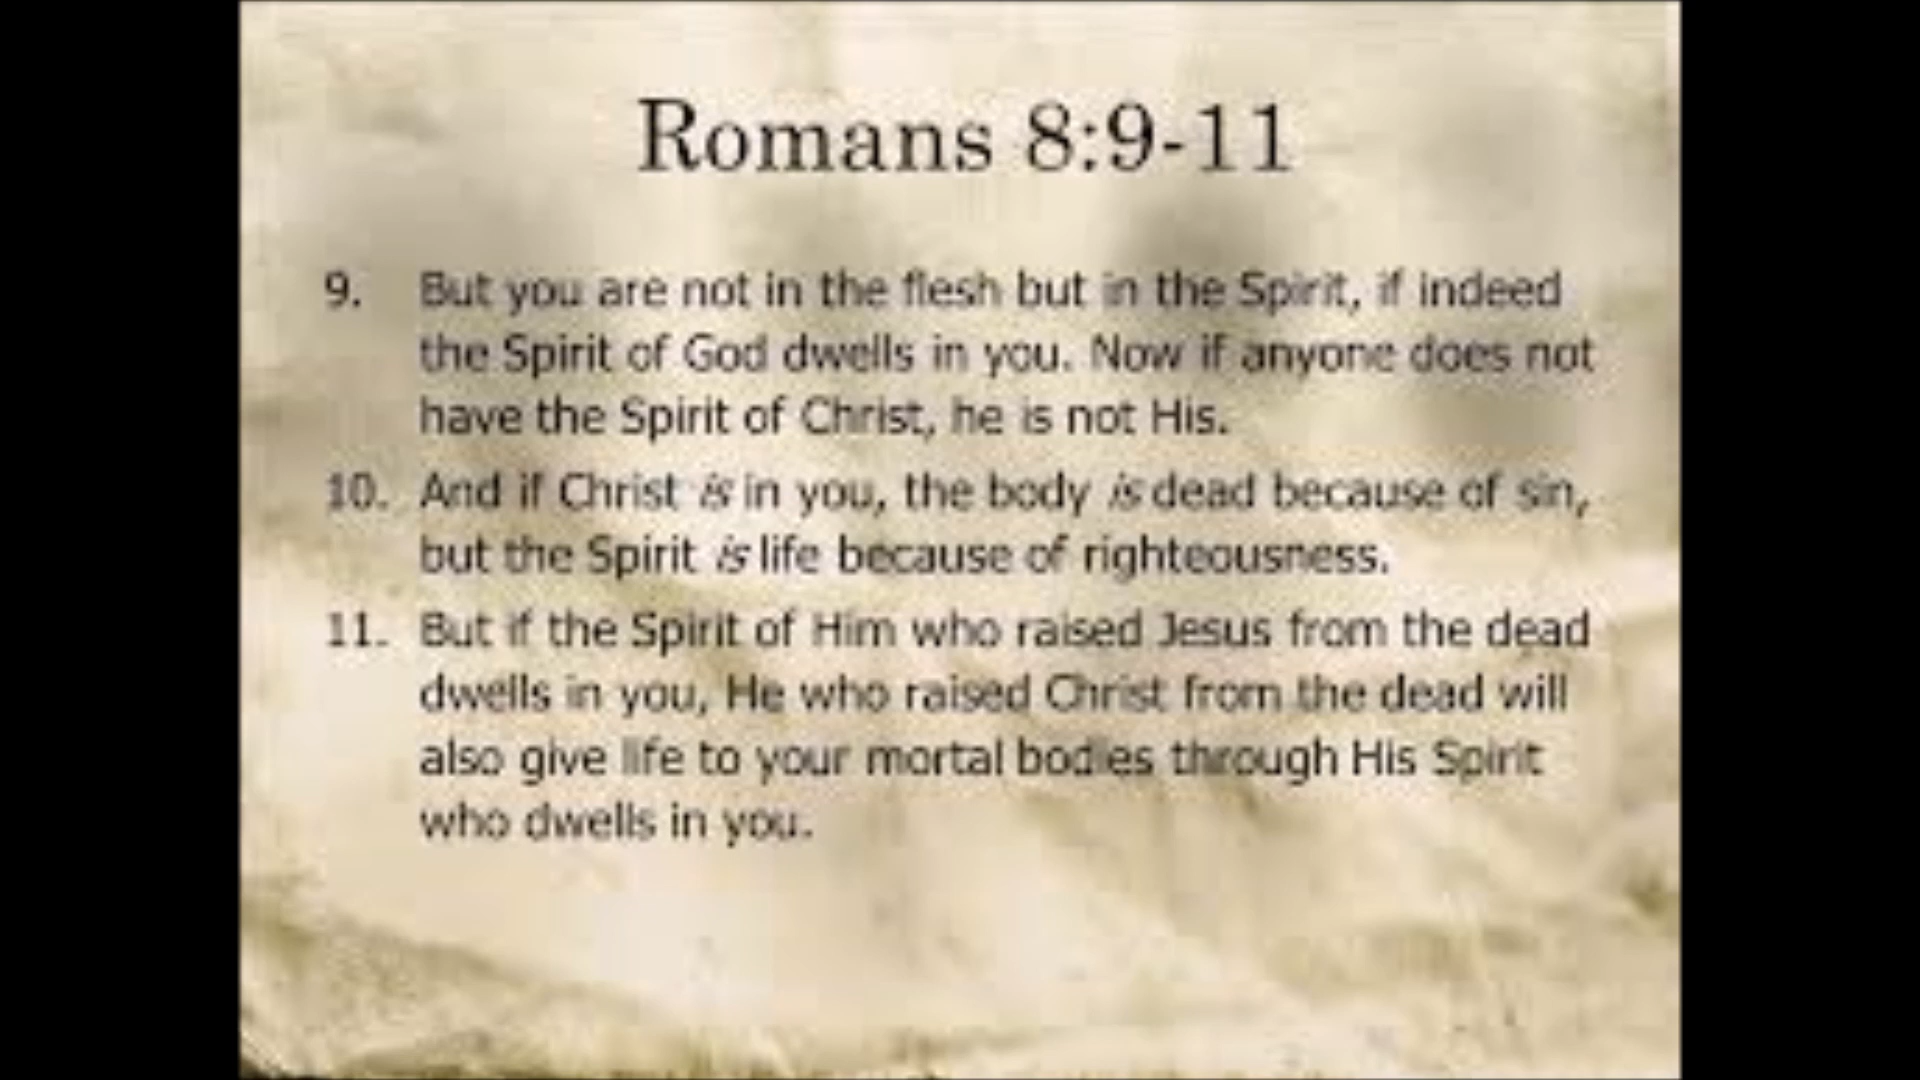 Romans 8:9-11
9. But you are not in the flesh but in the Spirit, if indeed
the Spirit of God dwells in you. Now if anyone does not
have the Spirit of Christ, he is not His.
10. And if Christ is in you, the body is dead because of sin,
but the Spirit is life because of righteousness.
11. But if the Spirit of Him who raised Jesus from the dead
dwells in you, He who raised Christ from the dead will
also give life to your mortal bodies through His Spirit
who dwells in you.